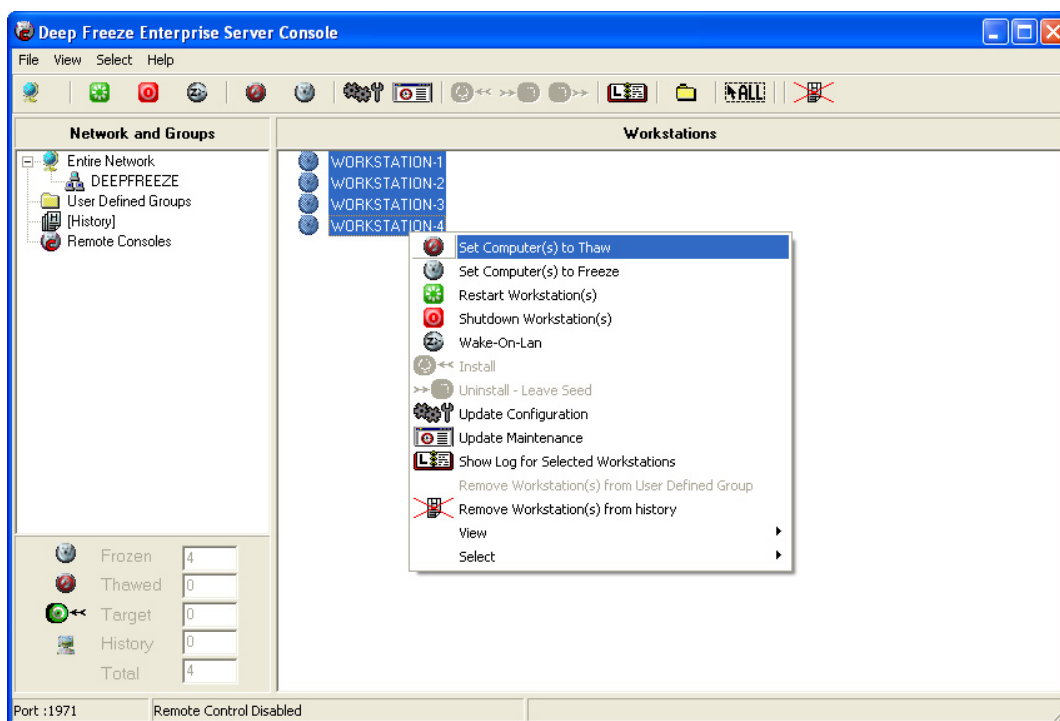 Deep Freeze Enterprise Server Console
File View Select Help
ALL
Network and Groups
Workstations
Entire Network
DEEPFREEZE
User Defined Groups
[History]
Remote Consoles
WORKSTATION-1
WORKSTATION-2
WORKSTATION-3
WORKSTATION-4
Set Computer(s) to Thaw
Set Computer(s) to Freeze
Restart Workstation(s)
Shutdown Workstation(s)
Wake-On-Lan
Install
Uninstall - Leave Seed
Update Configuration
Update Maintenance
Show Log for Selected Workstations
Remove Workstation(s) from User Defined Group
Remove Workstation(s) from history
View
Select
Frozen 4
Thawed 0
Target 0
History 0
Total 4
Port :1971 Remote Control Disabled